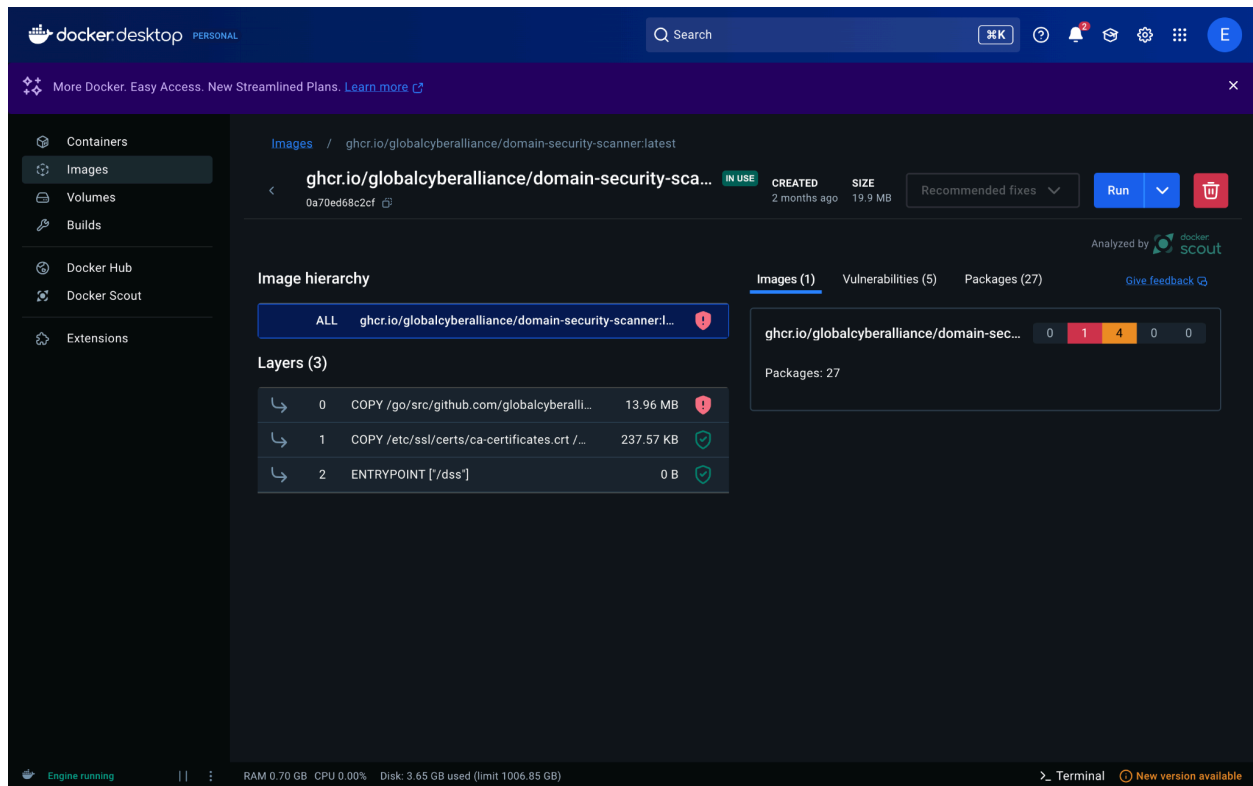 docker.desktop PERSONAL
Search
⌘K
2
E
More Docker. Easy Access. New Streamlined Plans. Learn more
Containers
Images
Volumes
Builds
Docker Hub
Docker Scout
Extensions
Images / ghcr.io/globalcyberalliance/domain-security-scanner:latest
ghcr.io/globalcyberalliance/domain-security-sca... IN USE
0a70ed68c2cf
CREATED
2 months ago
SIZE
19.9 MB
Recommended fixes
Run
Analyzed by docker scout
Image hierarchy
ALL ghcr.io/globalcyberalliance/domain-security-scanner:l...
Layers (3)
0 COPY /go/src/github.com/globalcyberalli... 13.96 MB
1 COPY /etc/ssl/certs/ca-certificates.crt /... 237.57 KB
2 ENTRYPOINT ["/dss"] 0 B
Images (1) Vulnerabilities (5) Packages (27) Give feedback
ghcr.io/globalcyberalliance/domain-sec... 0 1 4 0 0
Packages: 27
Engine running
RAM 0.70 GB CPU 0.00% Disk: 3.65 GB used (limit 1006.85 GB)
Terminal
New version available